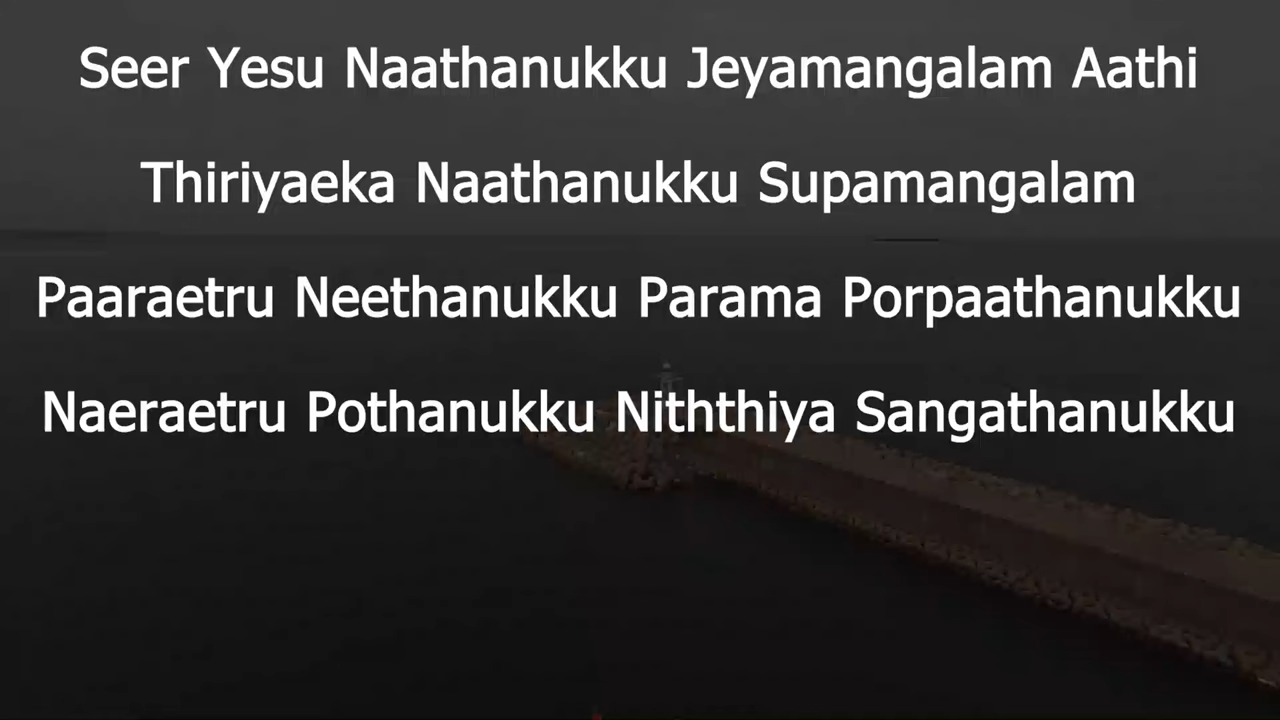 Seer Yesu Naathanukku Jeyamangalam Aathi
Thiriyaeka Naathanukku Supamangalam
Paaraetru Neethanukku Parama Porpaathanukku
Naeraetru Pothanukku Niththiya Sangathanukku